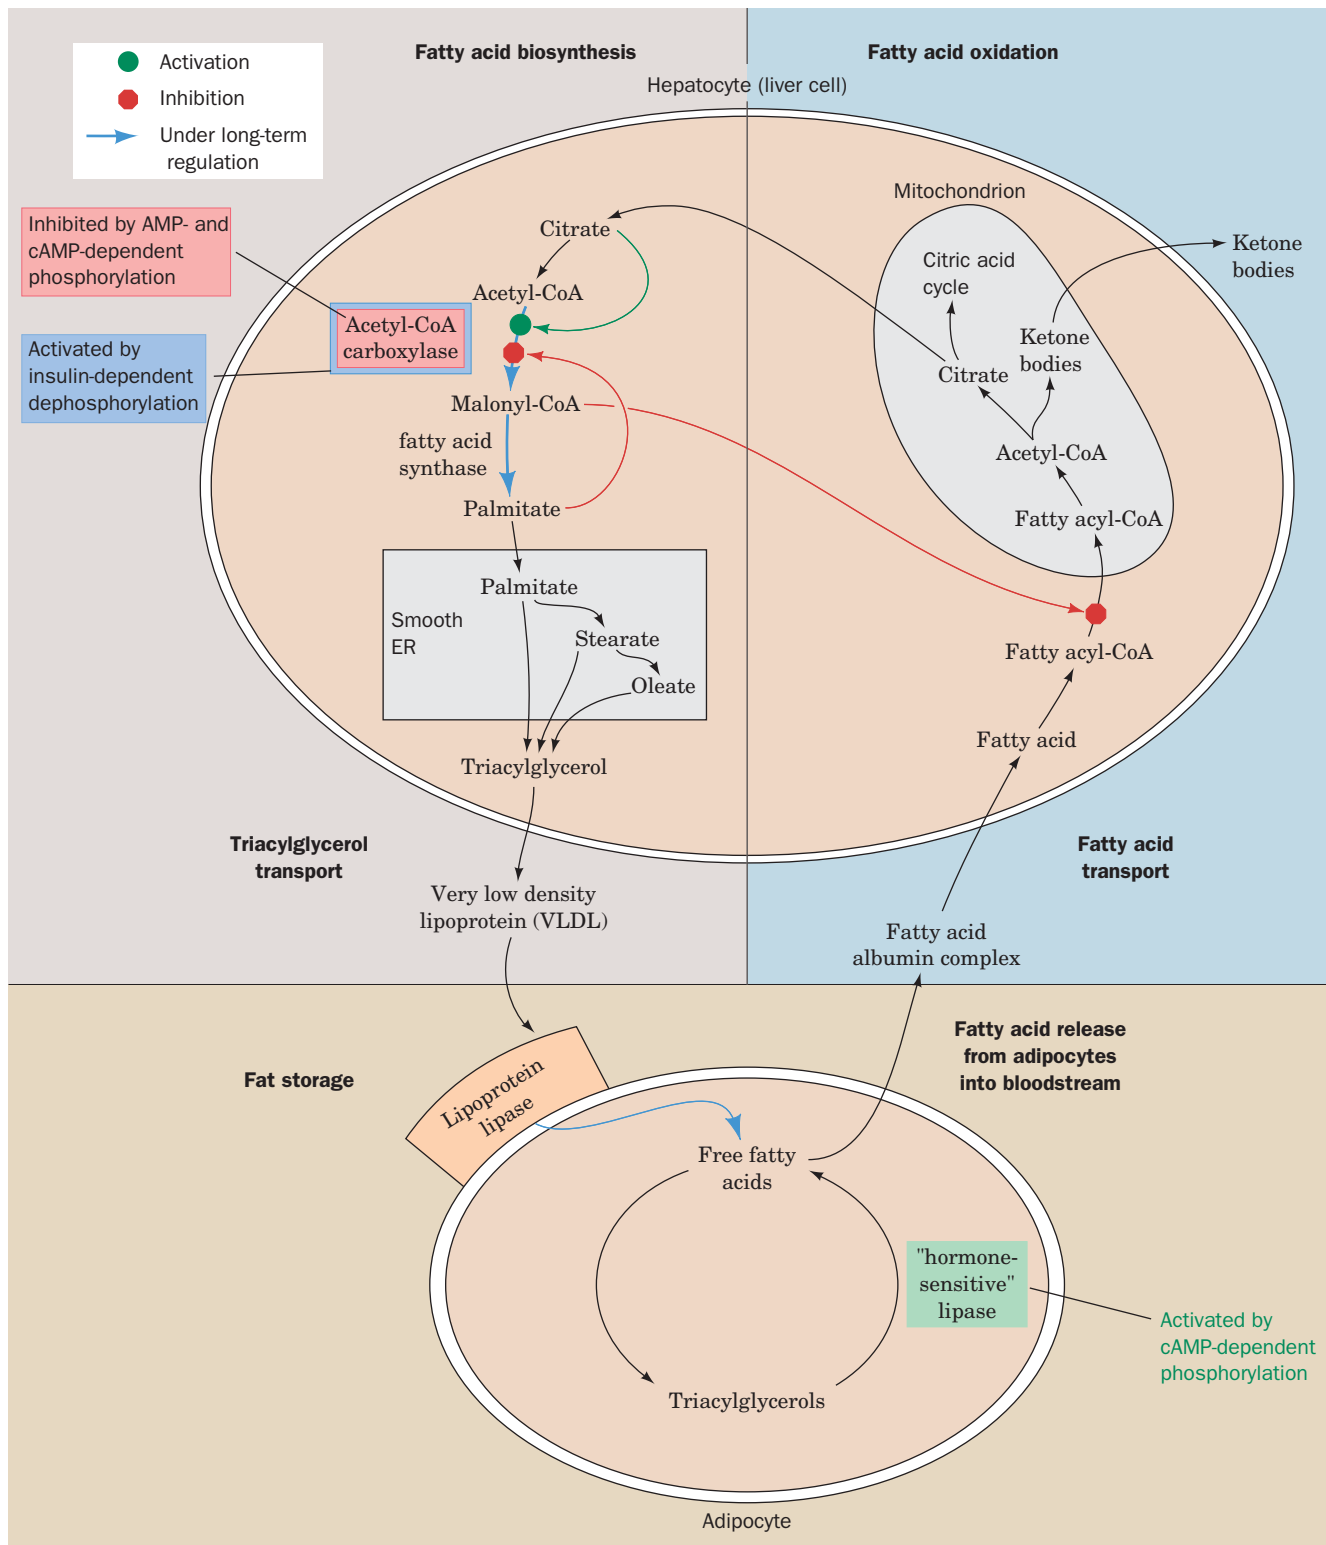 Fatty acid biosynthesis
Fatty acid oxidation
Hepatocyte (liver cell)
Activation
Inhibition
Under long-term
regulation
Inhibited by AMP- and
cAMP-dependent
phosphorylation
Activated by
insulin-dependent
dephosphorylation
Citrate
Acetyl-CoA
Acetyl-CoA
carboxylase
Malonyl-CoA
fatty acid
synthase
Palmitate
Smooth
ER
Palmitate
Stearate
Oleate
Triacylglycerol
Mitochondrion
Citric acid
cycle
Ketone
bodies
Ketone
bodies
Citrate
Acetyl-CoA
Fatty acyl-CoA
Fatty acyl-CoA
Fatty acid
Triacylglycerol
transport
Fatty acid
transport
Very low density
lipoprotein (VLDL)
Fatty acid
albumin complex
Fat storage
Fatty acid release
from adipocytes
into bloodstream
Lipoprotein
lipase
Free fatty
acids
"hormone-
sensitive"
lipase
Activated by
cAMP-dependent
phosphorylation
Triacylglycerols
Adipocyte